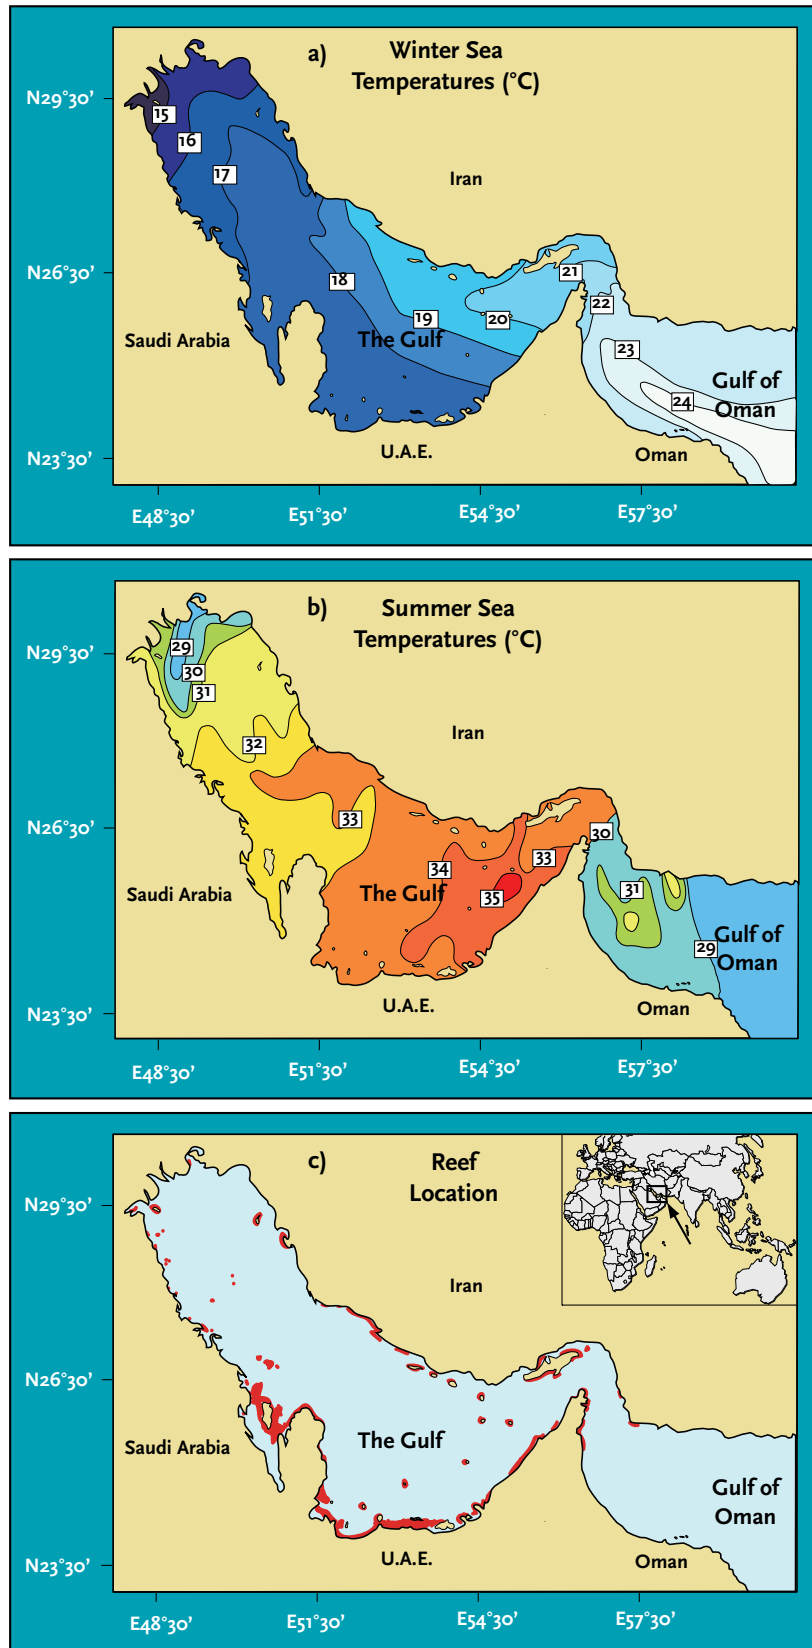 a) Winter Sea
Temperatures (°C)
N29°30'
15
16
17
Iran
N26°30'
18
21
22
19
20
23
Saudi Arabia
The Gulf
24
Gulf of
Oman
N23°30'
U.A.E.
Oman
E48°30'
E51°30'
E54°30'
E57°30'
b) Summer Sea
Temperatures (°C)
N29°30'
29
30
31
32
Iran
N26°30'
33
30
33
34
35
31
Saudi Arabia
The Gulf
29
Gulf of
Oman
N23°30'
U.A.E.
Oman
E48°30'
E51°30'
E54°30'
E57°30'
c) Reef
Location
N29°30'
Iran
N26°30'
Saudi Arabia
The Gulf
Gulf of
Oman
N23°30'
U.A.E.
Oman
E48°30'
E51°30'
E54°30'
E57°30'